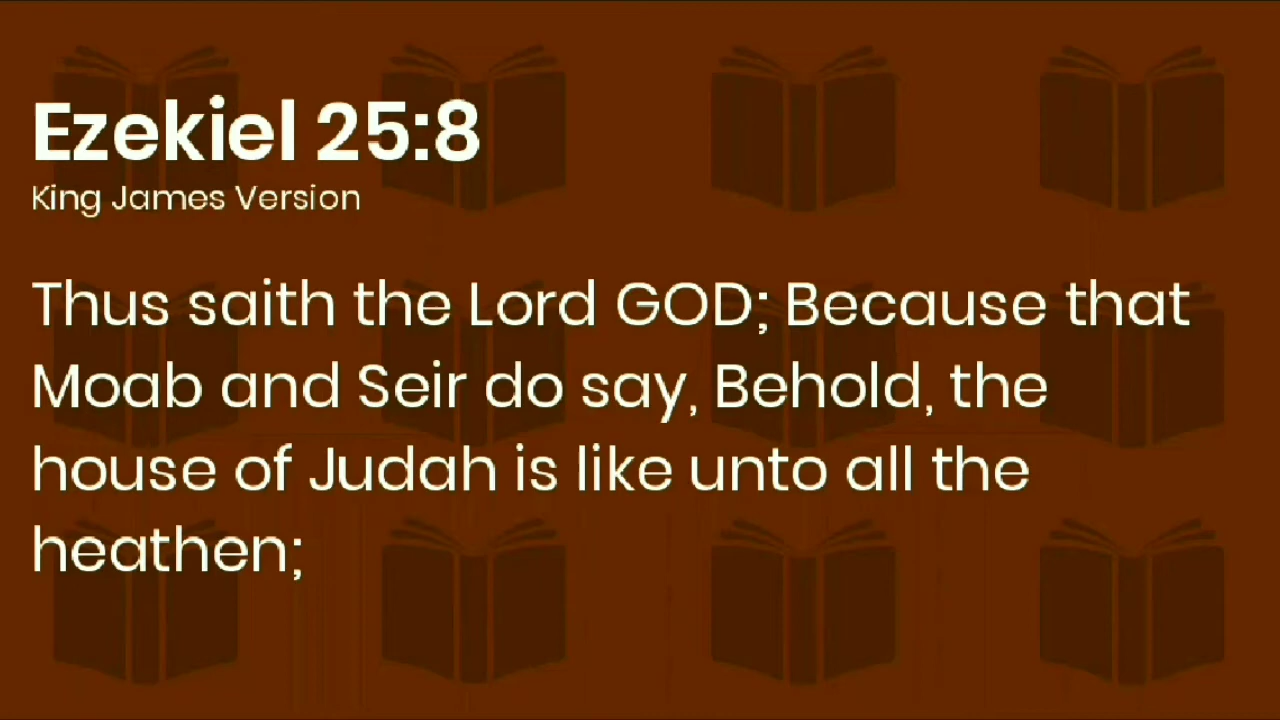 Ezekiel 25:8
King James Version
Thus saith the Lord GOD; Because that
Moab and Seir do say, Behold, the
house of Judah is like unto all the
heathen;